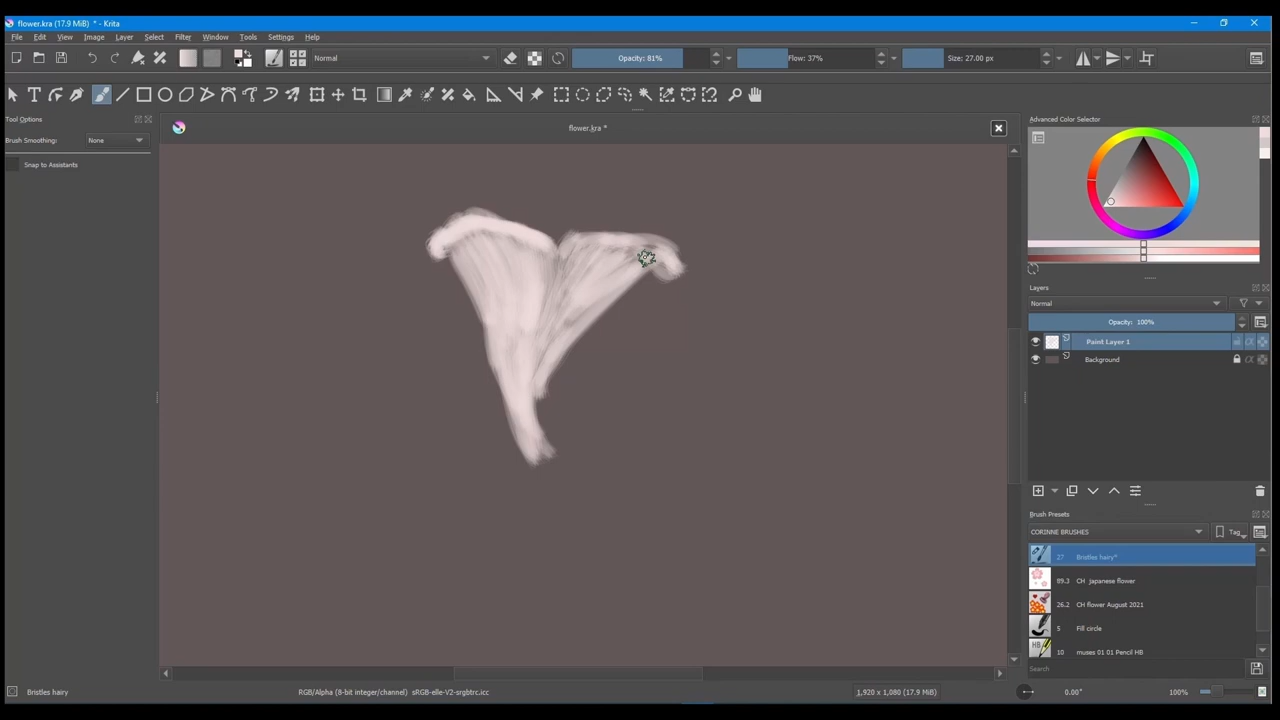 flower.kra (17.9 MiB) * - Krita
File Edit View Image Layer Select Filter Tools Settings Window Help
Normal Opacity: 81% Flow: 37% Size: 27.00 px
Tool Options
flower.kra *
Advanced Color Selector
Brush Smoothing: None
Snap to Assistants
Layers
Normal
Opacity: 100%
Paint Layer 1
Background
Brush Presets
CORINNE BRUSHES Tag
27 Bristles hairy*
89.3 CH japanese flower
26.2 CH flower August 2021
5 Fill circle
HB 10 muses 01 01 Pencil HB
Search
Bristles hairy RGB/Alpha (8-bit integer/channel) sRGB-elle-V2-srgbtrc.icc 1,920 x 1,080 (17.9 MiB) 0.00° 100%